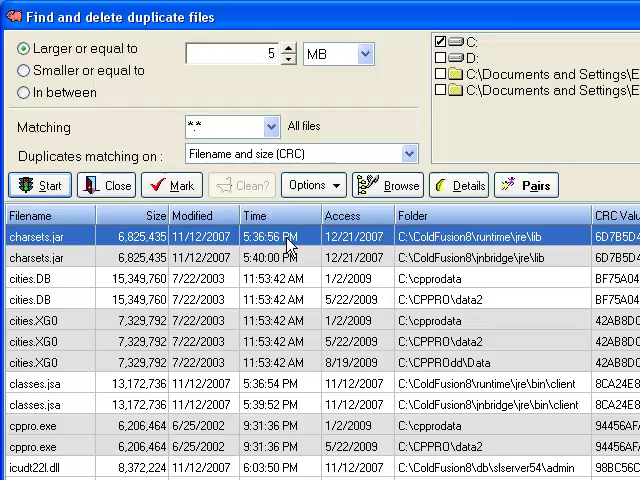 Find and delete duplicate files
Larger or equal to 5 MB
Smaller or equal to
In between
C:
D:
C:\Documents and Settings\E
C:\Documents and Settings\E
Matching *.* All files
Duplicates matching on : Filename and size (CRC)
Start Close Mark Clean? Options Browse Details Pairs
Filename Size Modified Time Access Folder CRC Valu
charsets.jar 6,825,435 11/12/2007 5:36:56 PM 12/21/2007 C:\ColdFusion8\runtime\jre\lib 6D7B5D4
charsets.jar 6,825,435 11/12/2007 5:40:00 PM 12/21/2007 C:\ColdFusion8\jnbridge\jre\lib 6D7B5D4
cities.DB 15,349,760 7/22/2003 11:53:42 AM 1/2/2009 C:\cpprodata BF75A04
cities.DB 15,349,760 7/22/2003 11:53:42 AM 5/22/2009 C:\CPPRO\data2 BF75A04
cities.XG0 7,329,792 7/22/2003 11:53:42 AM 1/2/2009 C:\cpprodata 42AB8D0
cities.XG0 7,329,792 7/22/2003 11:53:42 AM 5/22/2009 C:\CPPRO\data2 42AB8D0
cities.XG0 7,329,792 7/22/2003 11:53:42 AM 8/19/2009 C:\CPPROdd\Data 42AB8D0
classes.jsa 13,172,736 11/12/2007 5:36:54 PM 11/12/2007 C:\ColdFusion8\runtime\jre\bin\client 8CA24E8
classes.jsa 13,172,736 11/12/2007 5:39:52 PM 11/12/2007 C:\ColdFusion8\jnbridge\jre\bin\client 8CA24E8
cppro.exe 6,206,464 6/25/2002 9:31:36 PM 1/2/2009 C:\cpprodata 94456AF
cppro.exe 6,206,464 6/25/2002 9:31:36 PM 5/22/2009 C:\CPPRO\data2 94456AF
icudt22l.dll 8,372,224 11/12/2007 6:03:50 PM 11/12/2007 C:\ColdFusion8\db\slserver54\admin 98BC56C